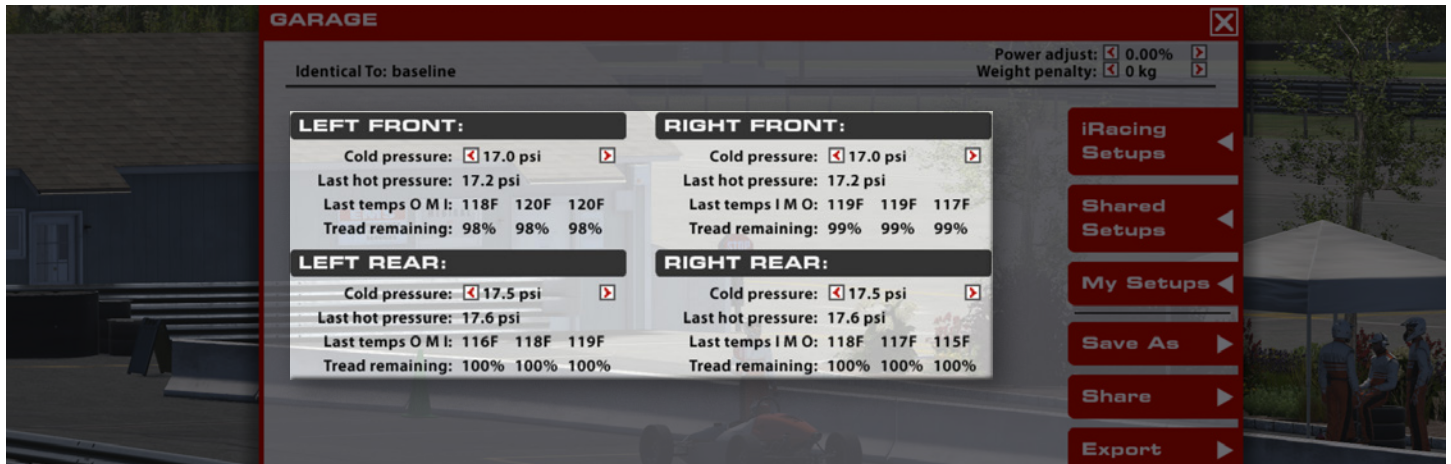 GARAGE
Power adjust: 0.00%
Identical To: baseline
Weight penalty: 0 kg
LEFT FRONT:
Cold pressure: 17.0 psi
Last hot pressure: 17.2 psi
Last temps O M I: 118F 120F 120F
Tread remaining: 98% 98% 98%
RIGHT FRONT:
Cold pressure: 17.0 psi
Last hot pressure: 17.2 psi
Last temps I M O: 119F 119F 117F
Tread remaining: 99% 99% 99%
LEFT REAR:
Cold pressure: 17.5 psi
Last hot pressure: 17.6 psi
Last temps O M I: 116F 118F 119F
Tread remaining: 100% 100% 100%
RIGHT REAR:
Cold pressure: 17.5 psi
Last hot pressure: 17.6 psi
Last temps I M O: 118F 117F 115F
Tread remaining: 100% 100% 100%
iRacing
Setups
Shared
Setups
My Setups
Save As
Share
Export